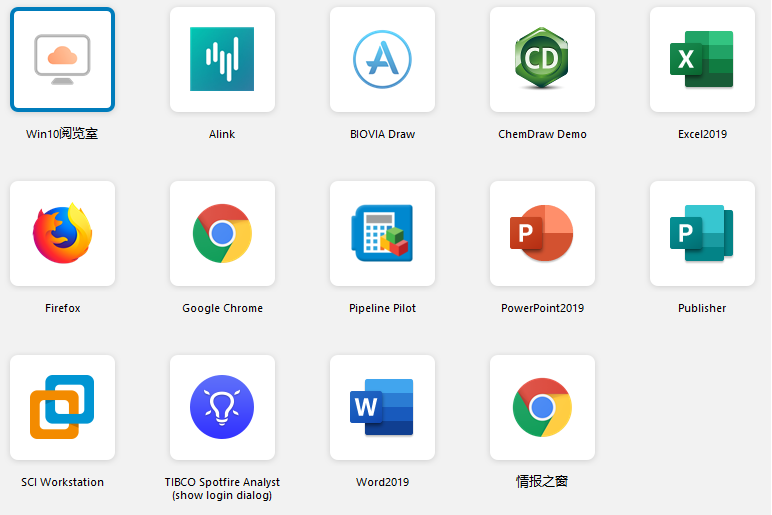 Win10阅览室
Alink
BIOVIA Draw
CD
ChemDraw Demo
X
Excel2019
Firefox
Google Chrome
Pipeline Pilot
P
PowerPoint2019
P
Publisher
SCI Workstation
TIBCO Spotfire Analyst
(show login dialog)
W
Word2019
情报之窗